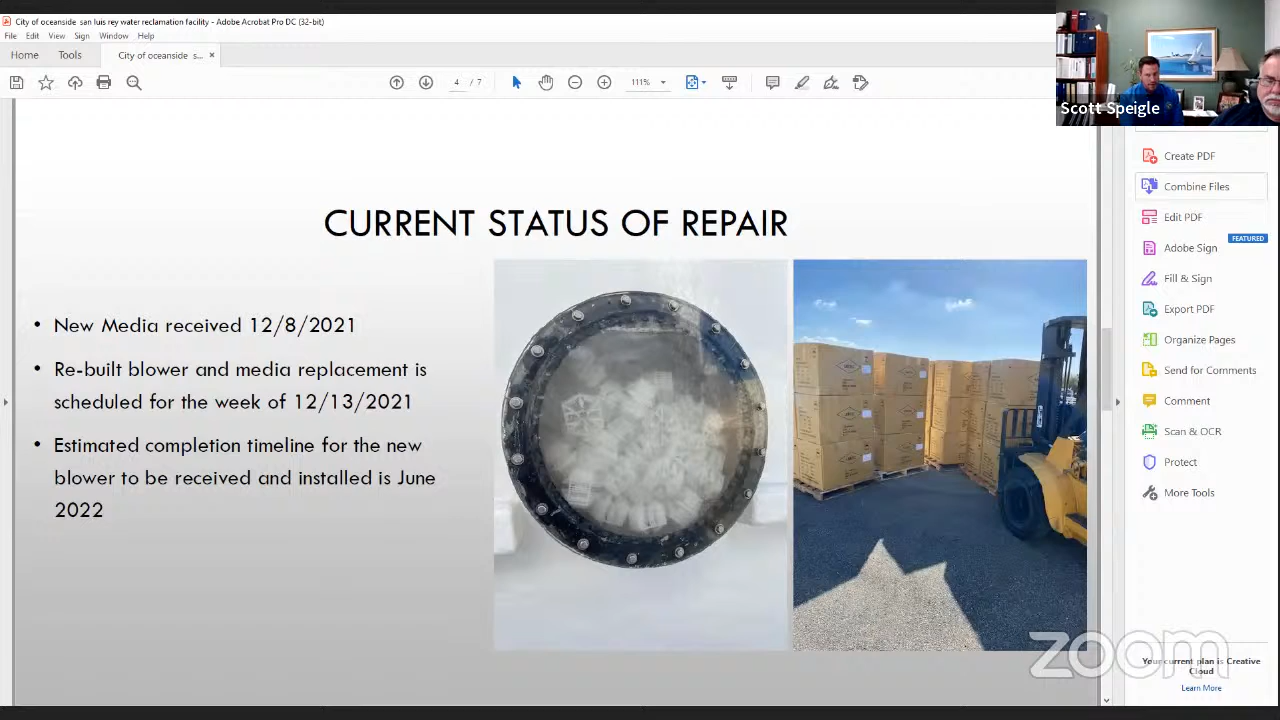 City of oceanside san luis rey water reclamation facility - Adobe Acrobat Pro DC (32-bit)
File Edit View Sign Window Help
Home Tools City of oceanside s... ×
4 / 7 111%
Scott Speigle
Create PDF
Combine Files
Edit PDF
FEATURED
Adobe Sign
Fill & Sign
Export PDF
Organize Pages
Send for Comments
Comment
Scan & OCR
Protect
More Tools
CURRENT STATUS OF REPAIR
• New Media received 12/8/2021
• Re-built blower and media replacement is
scheduled for the week of 12/13/2021
• Estimated completion timeline for the new
blower to be received and installed is June
2022
zoom
Your current plan is Creative
Cloud
Learn More